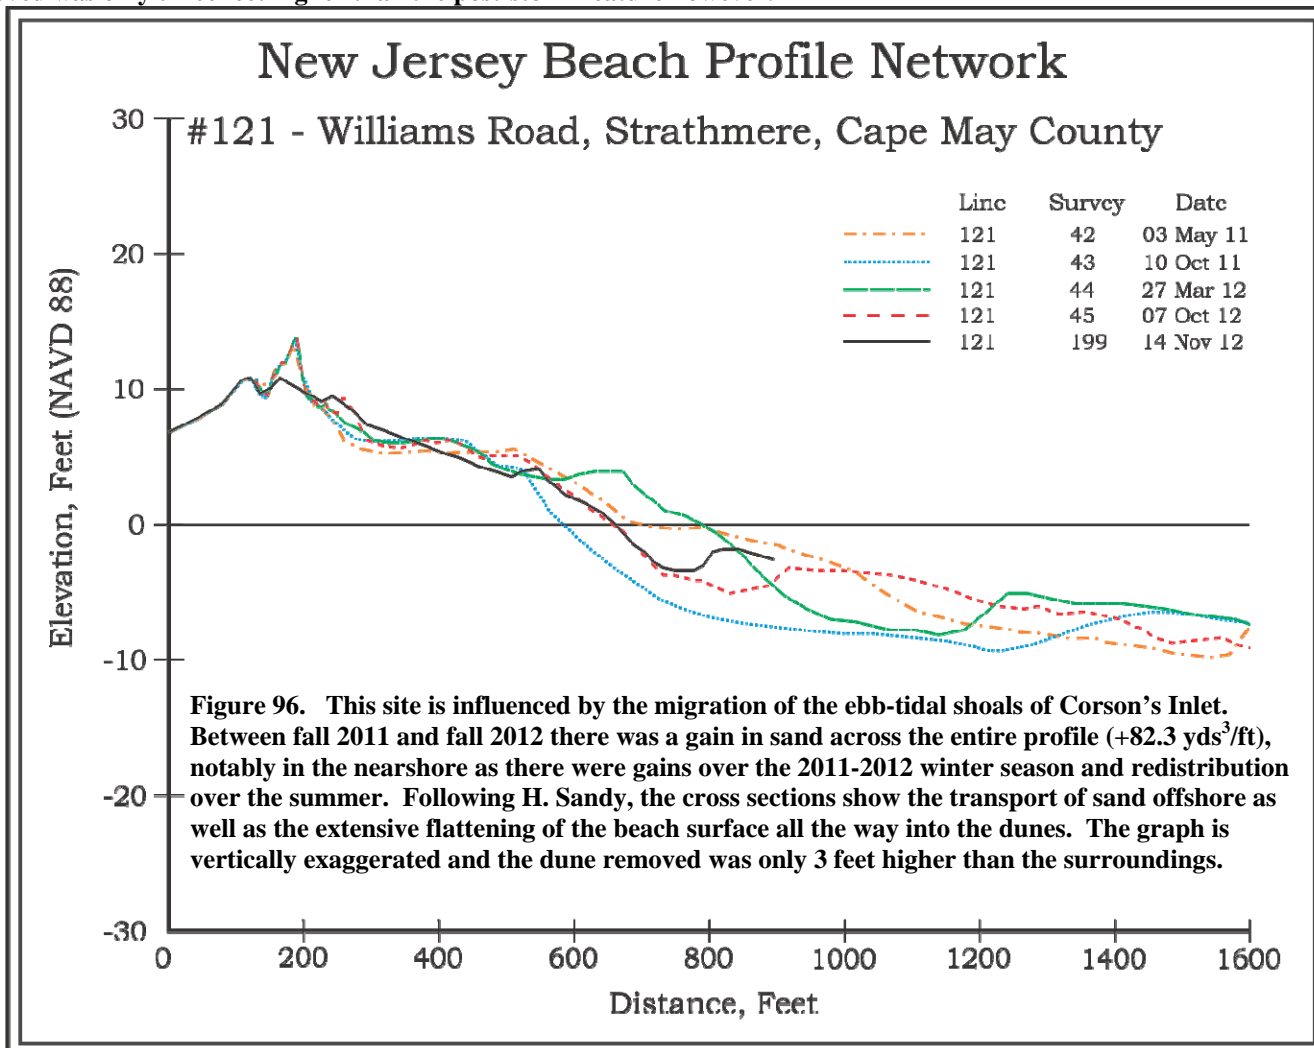 New Jersey Beach Profile Network
#121 - Williams Road, Strathmere, Cape May County
Line Survey Date
121 42 03 May 11
121 43 10 Oct 11
121 44 27 Mar 12
121 45 07 Oct 12
121 199 14 Nov 12
Elevation, Feet (NAVD 88)
30
20
10
0
-10
-20
-30
Figure 96. This site is influenced by the migration of the ebb-tidal shoals of Corson's Inlet.
Between fall 2011 and fall 2012 there was a gain in sand across the entire profile (+82.3 yds³/ft),
notably in the nearshore as there were gains over the 2011-2012 winter season and redistribution
over the summer. Following H. Sandy, the cross sections show the transport of sand offshore as
well as the extensive flattening of the beach surface all the way into the dunes. The graph is
vertically exaggerated and the dune removed was only 3 feet higher than the surroundings.
0 200 400 600 800 1000 1200 1400 1600
Distance, Feet